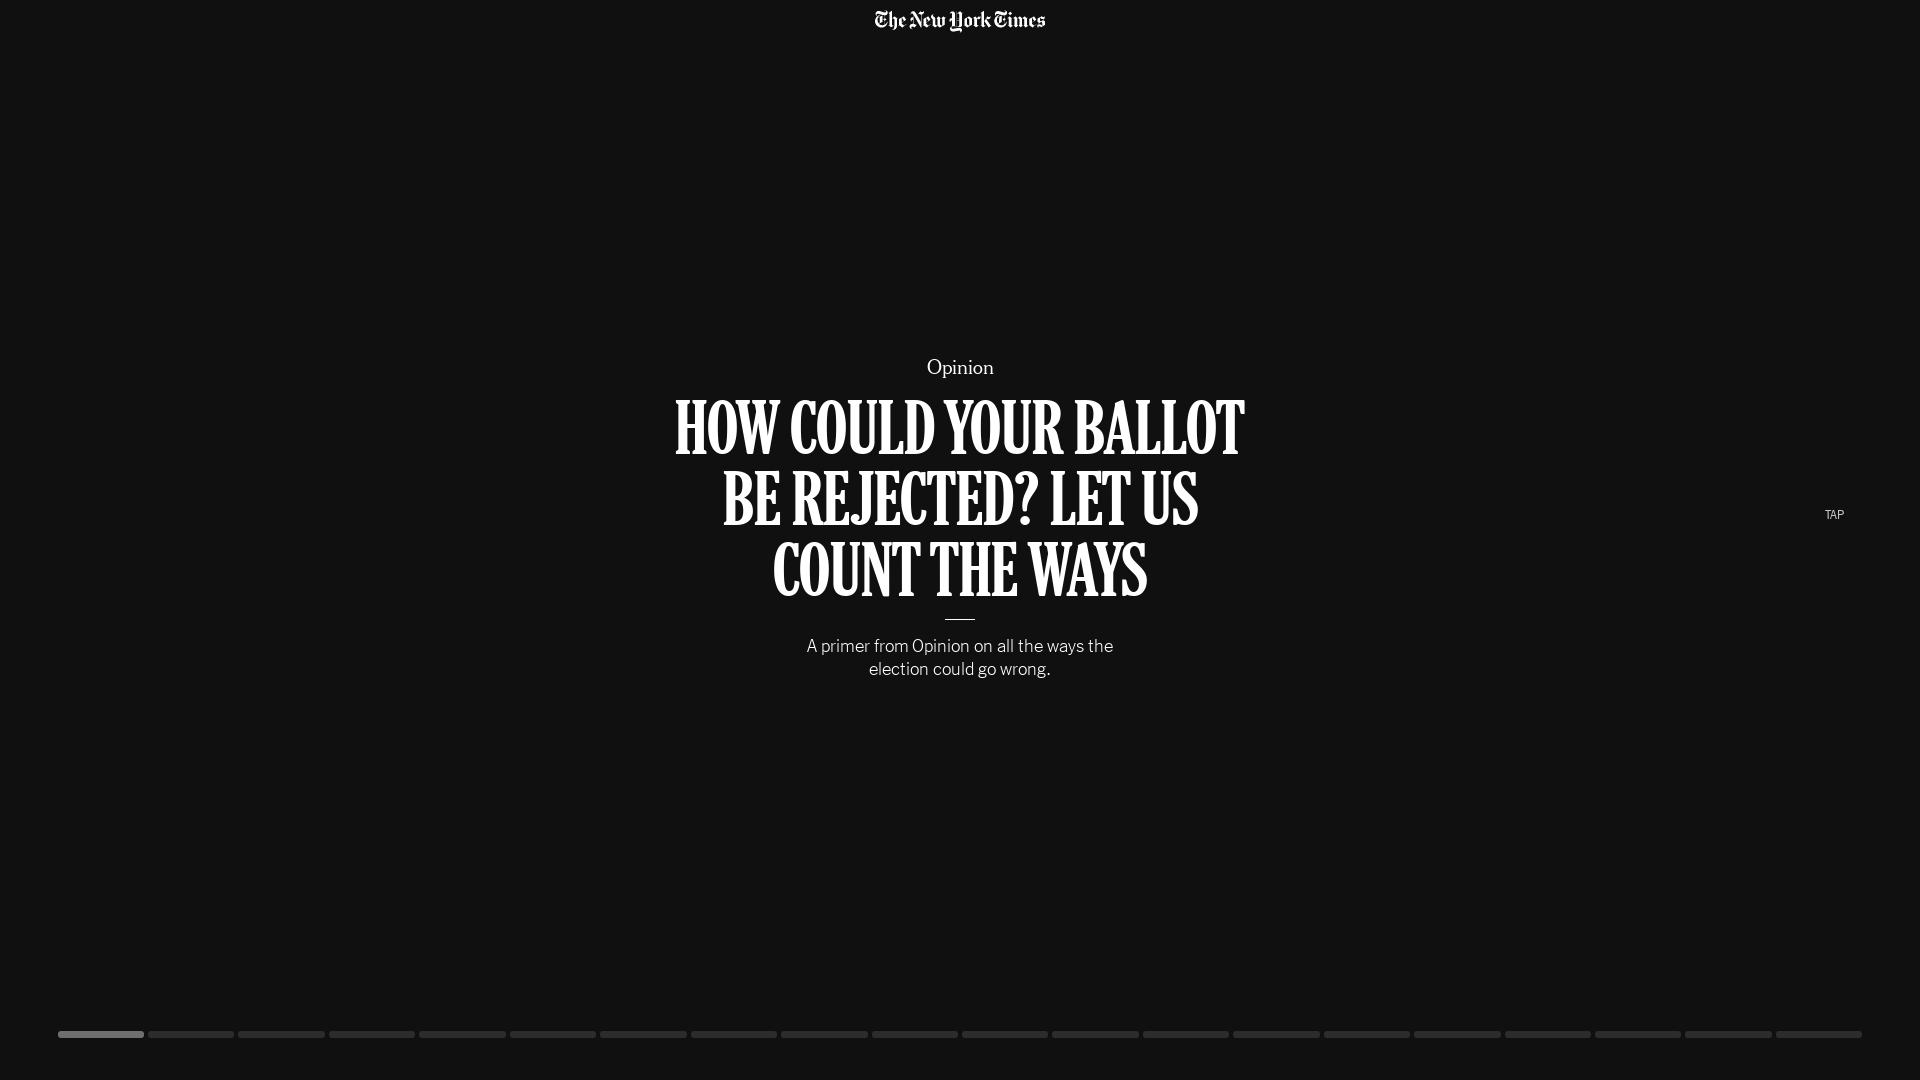 The New York Times
Opinion
HOW COULD YOUR BALLOT
BE REJECTED? LET US
COUNT THE WAYS
A primer from Opinion on all the ways the
election could go wrong.
TAP